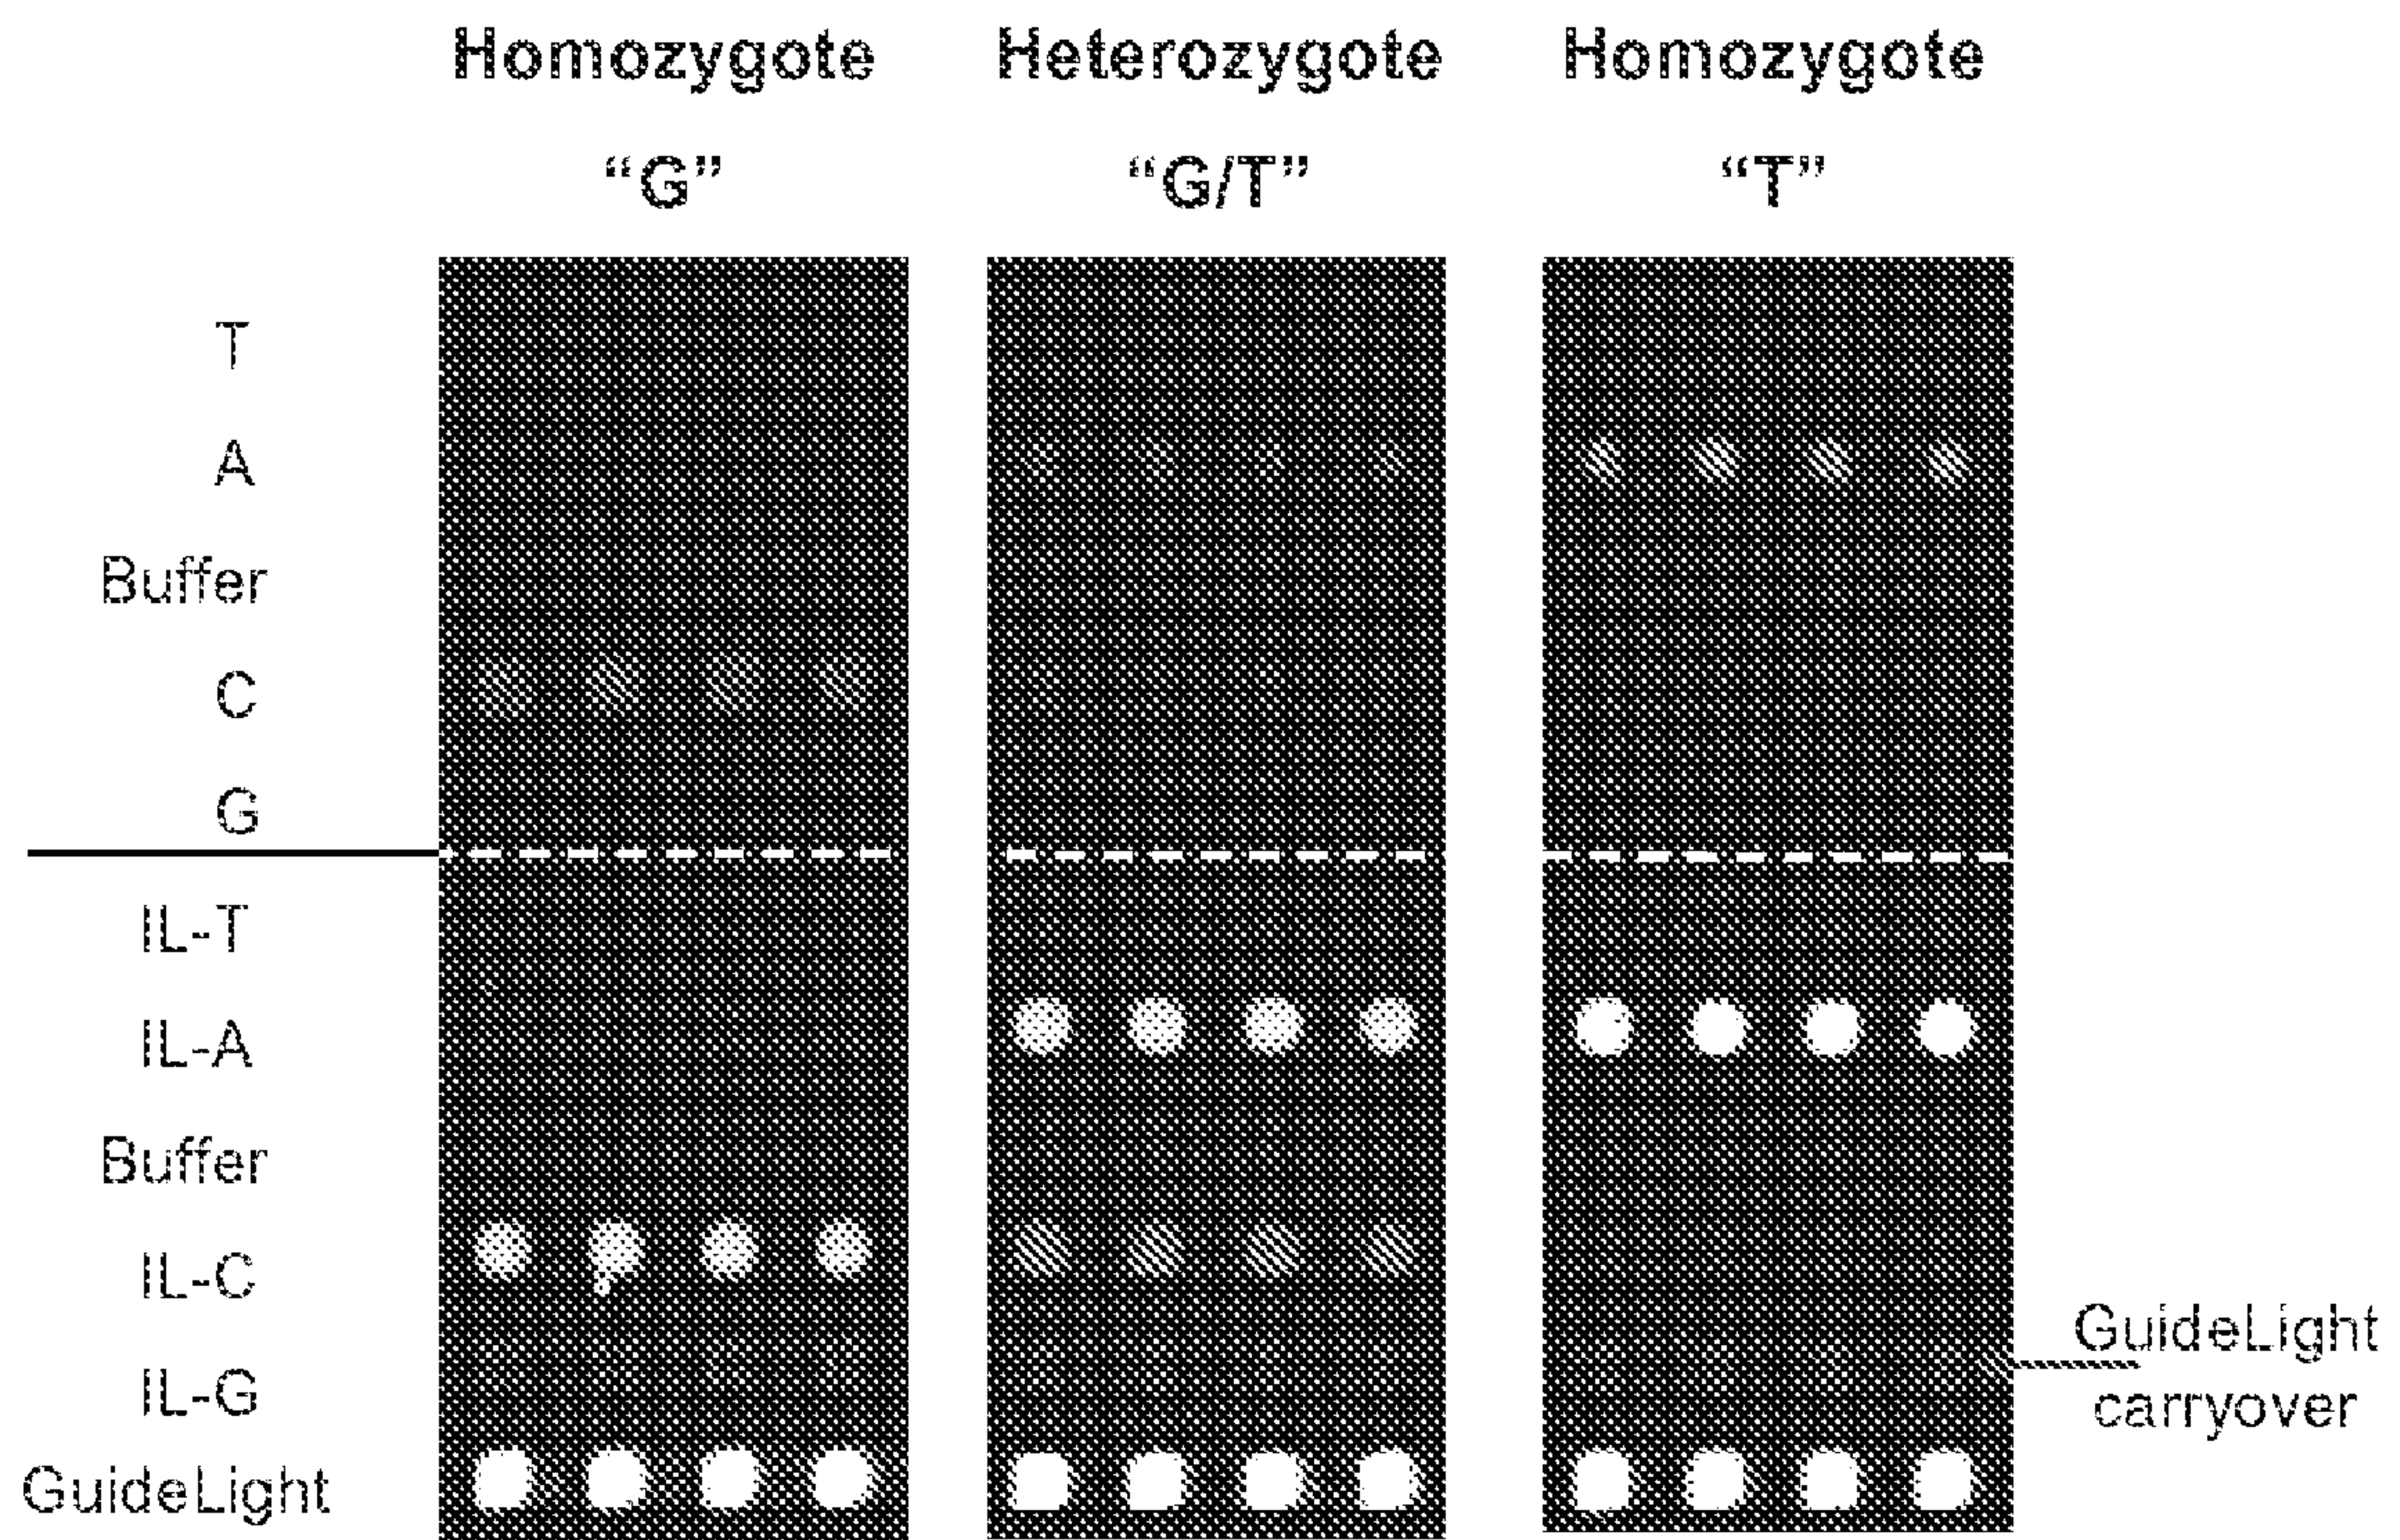 Homozygote Heterozygote Homozygote
“G” “G/T” “T”
T
A
Buffer
C
G
IL-T
IL-A
Buffer
IL-C
IL-G
GuideLight
GuideLight
carryover